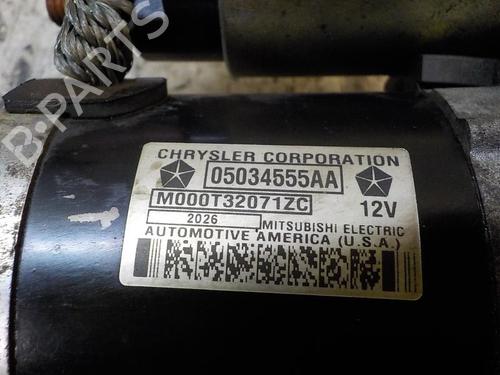 CHRYSLER CORPORATION
05034555AA
M000T32071ZC
12V
2026
MITSUBISHI ELECTRIC
AUTOMOTIVE AMERICA (U.S.A.)
B-PARTS